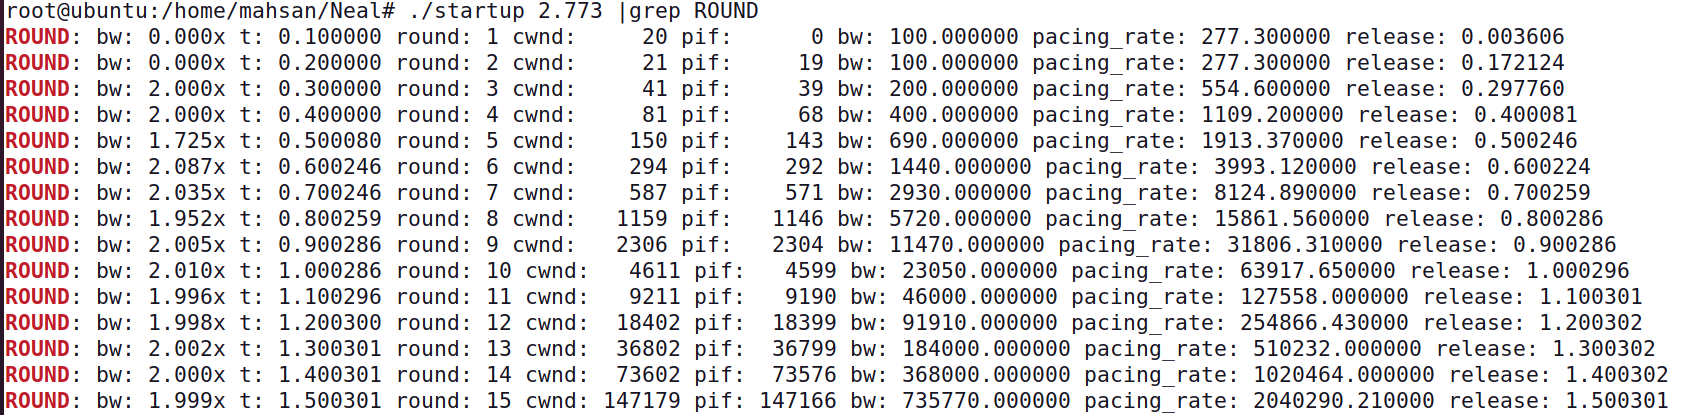 root@ubuntu:/home/mahsan/Neal# ./startup 2.773 |grep ROUND
ROUND: bw: 0.000x t: 0.100000 round: 1 cwnd:     20 pif:      0 bw: 100.000000 pacing_rate: 277.300000 release: 0.003606
ROUND: bw: 0.000x t: 0.200000 round: 2 cwnd:     21 pif:     19 bw: 100.000000 pacing_rate: 277.300000 release: 0.172124
ROUND: bw: 2.000x t: 0.300000 round: 3 cwnd:     41 pif:     39 bw: 200.000000 pacing_rate: 554.600000 release: 0.297760
ROUND: bw: 2.000x t: 0.400000 round: 4 cwnd:     81 pif:     68 bw: 400.000000 pacing_rate: 1109.200000 release: 0.400081
ROUND: bw: 1.725x t: 0.500080 round: 5 cwnd:    150 pif:    143 bw: 690.000000 pacing_rate: 1913.370000 release: 0.500246
ROUND: bw: 2.087x t: 0.600246 round: 6 cwnd:    294 pif:    292 bw: 1440.000000 pacing_rate: 3993.120000 release: 0.600224
ROUND: bw: 2.035x t: 0.700246 round: 7 cwnd:    587 pif:    571 bw: 2930.000000 pacing_rate: 8124.890000 release: 0.700259
ROUND: bw: 1.952x t: 0.800259 round: 8 cwnd:   1159 pif:   1146 bw: 5720.000000 pacing_rate: 15861.560000 release: 0.800286
ROUND: bw: 2.005x t: 0.900286 round: 9 cwnd:   2306 pif:   2304 bw: 11470.000000 pacing_rate: 31806.310000 release: 0.900286
ROUND: bw: 2.010x t: 1.000286 round: 10 cwnd:   4611 pif:   4599 bw: 23050.000000 pacing_rate: 63917.650000 release: 1.000296
ROUND: bw: 1.996x t: 1.100296 round: 11 cwnd:   9211 pif:   9190 bw: 46000.000000 pacing_rate: 127558.000000 release: 1.100301
ROUND: bw: 1.998x t: 1.200300 round: 12 cwnd:  18402 pif:  18399 bw: 91910.000000 pacing_rate: 254866.430000 release: 1.200302
ROUND: bw: 2.002x t: 1.300301 round: 13 cwnd:  36802 pif:  36799 bw: 184000.000000 pacing_rate: 510232.000000 release: 1.300302
ROUND: bw: 2.000x t: 1.400301 round: 14 cwnd:  73602 pif:  73576 bw: 368000.000000 pacing_rate: 1020464.000000 release: 1.400302
ROUND: bw: 1.999x t: 1.500301 round: 15 cwnd: 147179 pif: 147166 bw: 735770.000000 pacing_rate: 2040290.210000 release: 1.500301